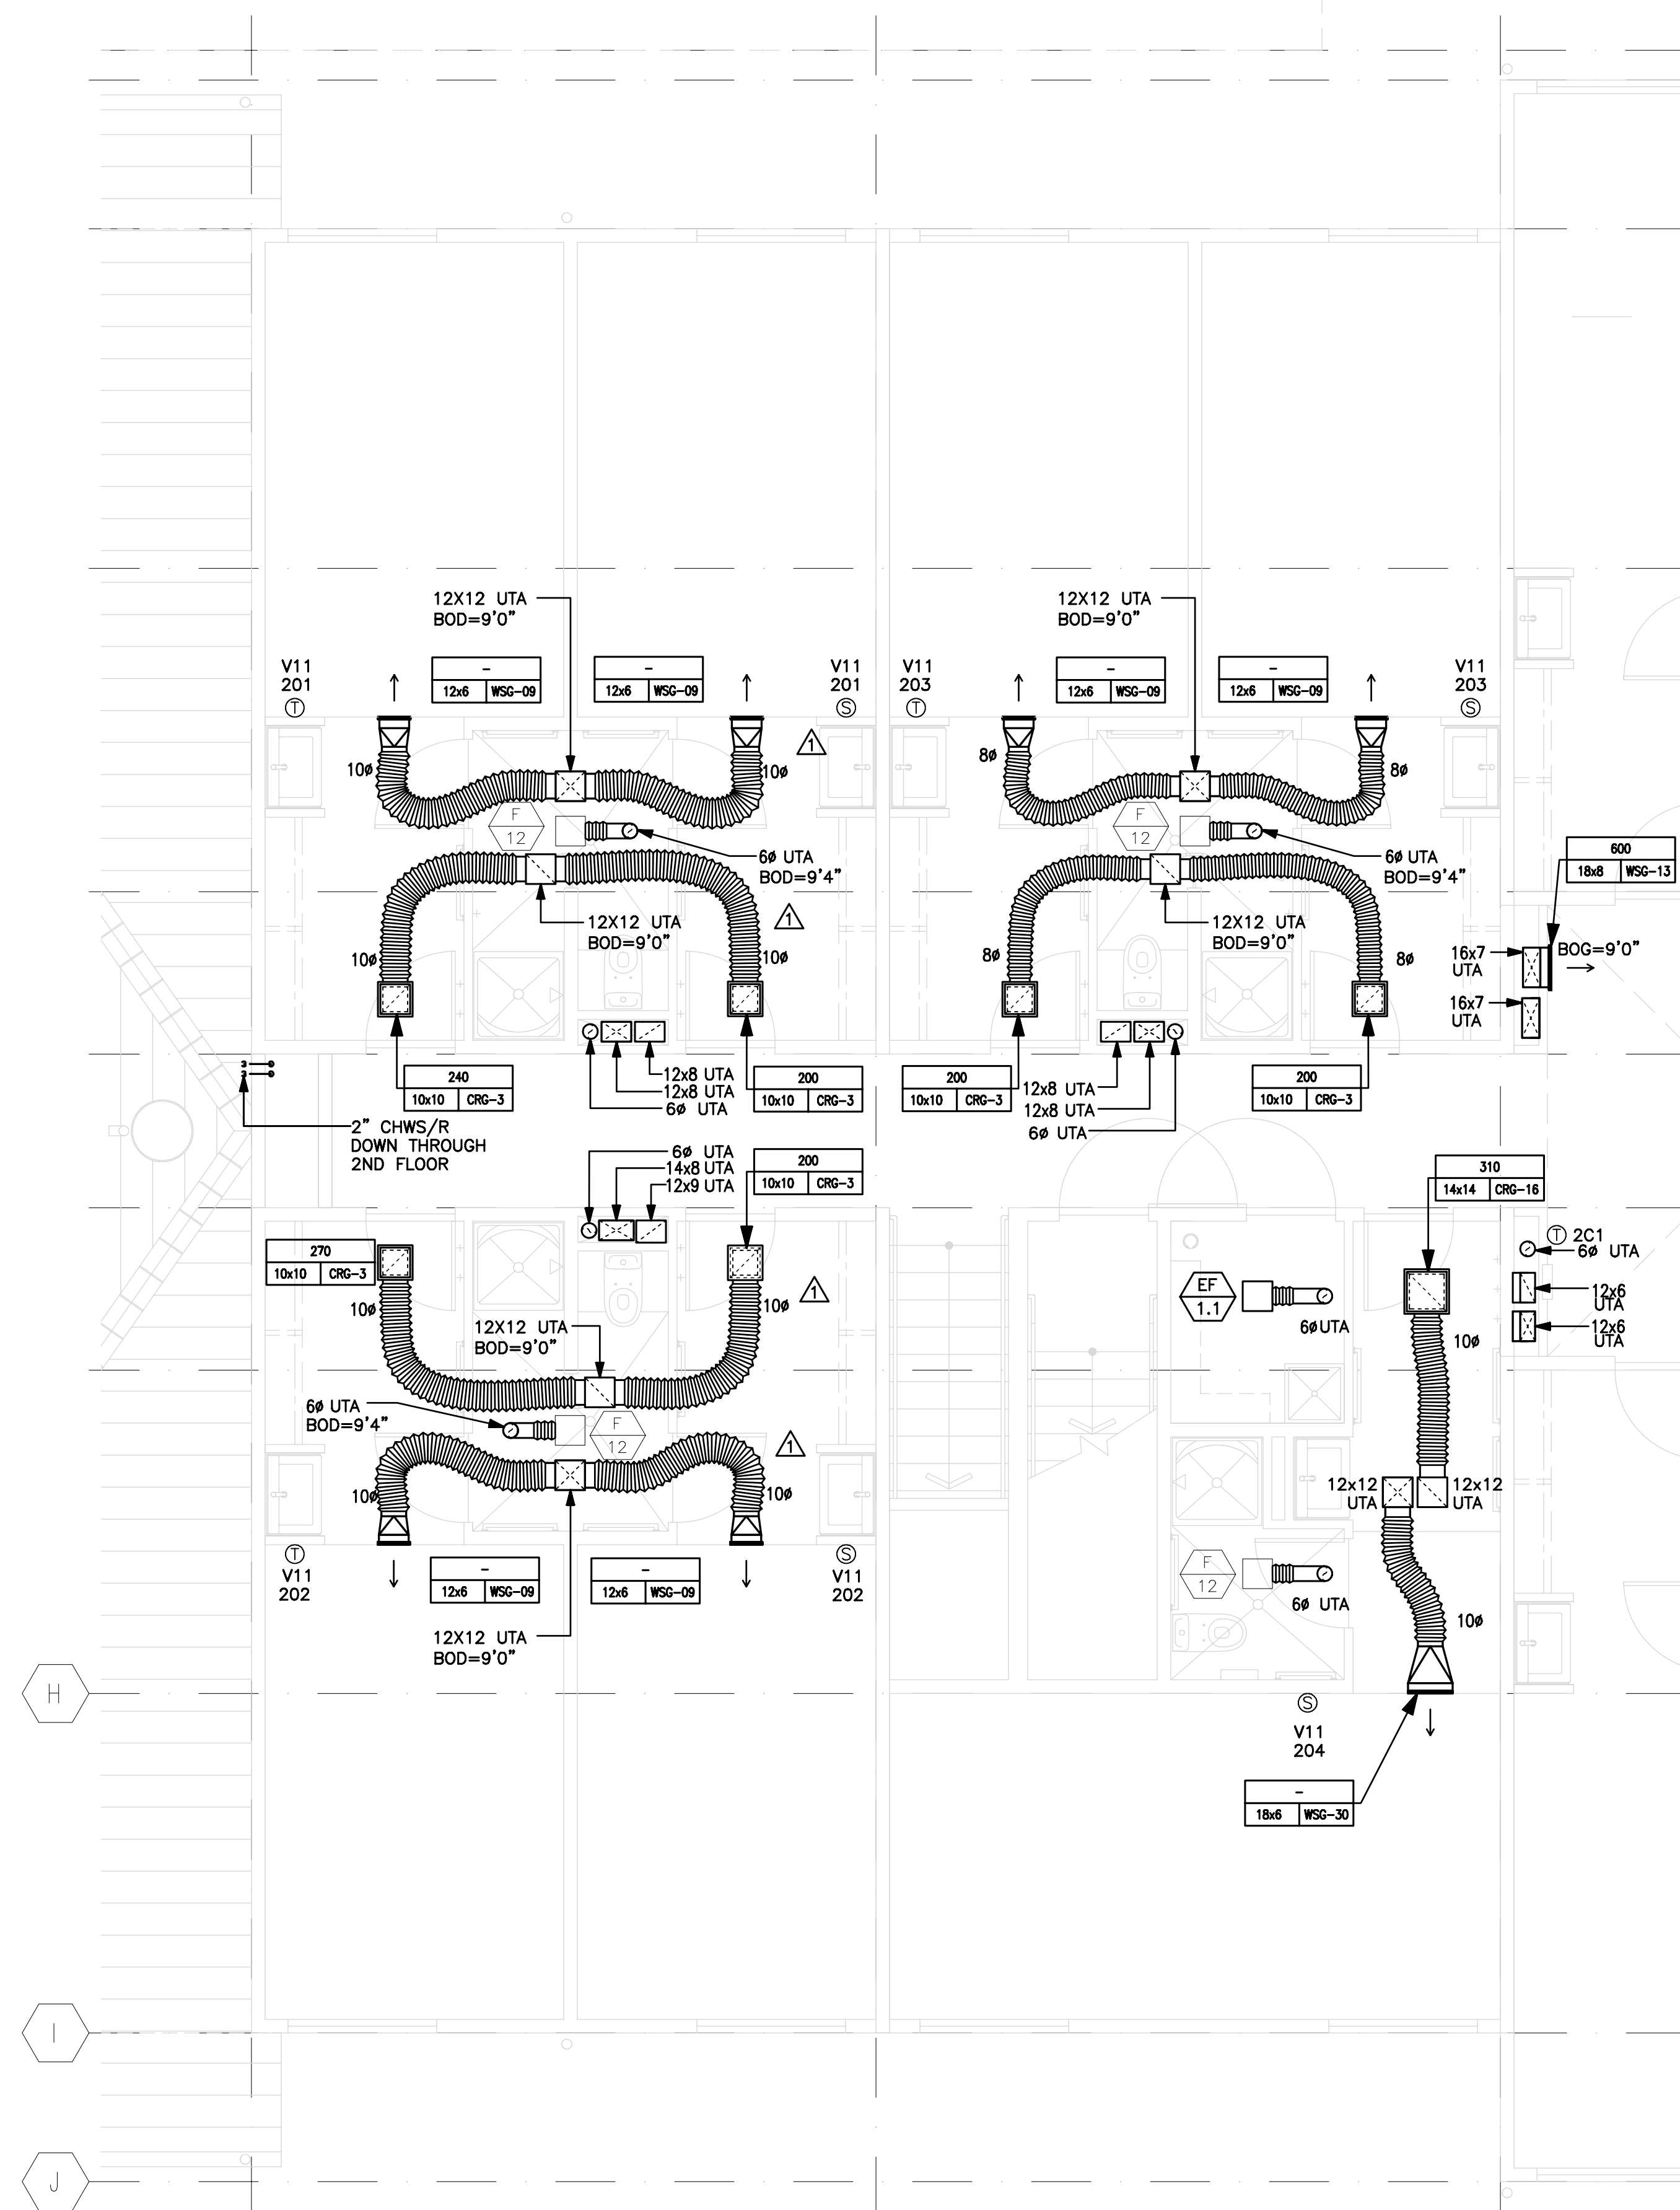 12X12 UTA
BOD=9'0"
12X12 UTA
BOD=9'0"
V11
201
T
–
12x6 WSG-09
–
12x6 WSG-09
V11
201
S
V11
203
T
–
12x6 WSG-09
–
12x6 WSG-09
V11
203
S
1
10ø
10ø
8ø
8ø
F
12
6ø UTA
BOD=9'4"
F
12
6ø UTA
BOD=9'4"
600
18x8 WSG-13
12X12 UTA
BOD=9'0"
1
12X12 UTA
BOD=9'0"
10ø
10ø
8ø
8ø
16x7
UTA
BOG=9'0"
16x7
UTA
240
10x10 CRG-3
12x8 UTA
12x8 UTA
6ø UTA
200
10x10 CRG-3
200
10x10 CRG-3
12x8 UTA
12x8 UTA
6ø UTA
200
10x10 CRG-3
2" CHWS/R
DOWN THROUGH
2ND FLOOR
6ø UTA
14x8 UTA
12x9 UTA
200
10x10 CRG-3
310
14x14 CRG-16
270
10x10 CRG-3
T 2C1
6ø UTA
10ø
10ø
1
EF
1.1
6øUTA
12x6
UTA
12x6
UTA
12X12 UTA
BOD=9'0"
10ø
6ø UTA
BOD=9'4"
F
12
1
10ø
10ø
12x12
UTA
12x12
UTA
T
V11
202
–
12x6 WSG-09
–
12x6 WSG-09
S
V11
202
F
12
6ø UTA
10ø
12X12 UTA
BOD=9'0"
H
S
V11
204
–
18x6 WSG-30
I
J